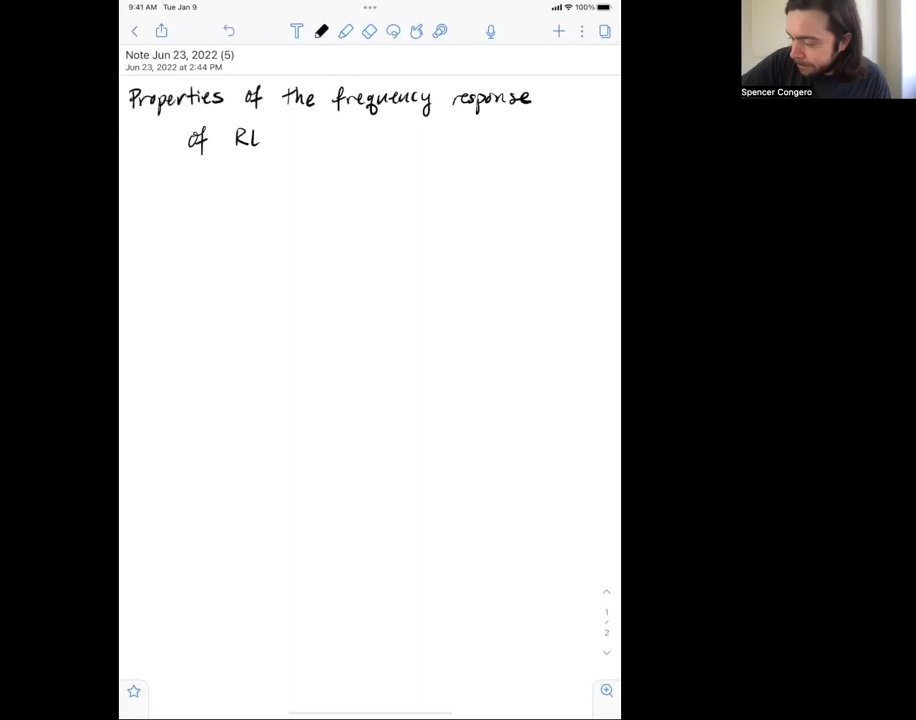 9:41 AM Tue Jan 9
100%
Note Jun 23, 2022 (5)
Jun 23, 2022 at 2:44 PM
Properties of the frequency response
of RL
Spencer Congero
1
2